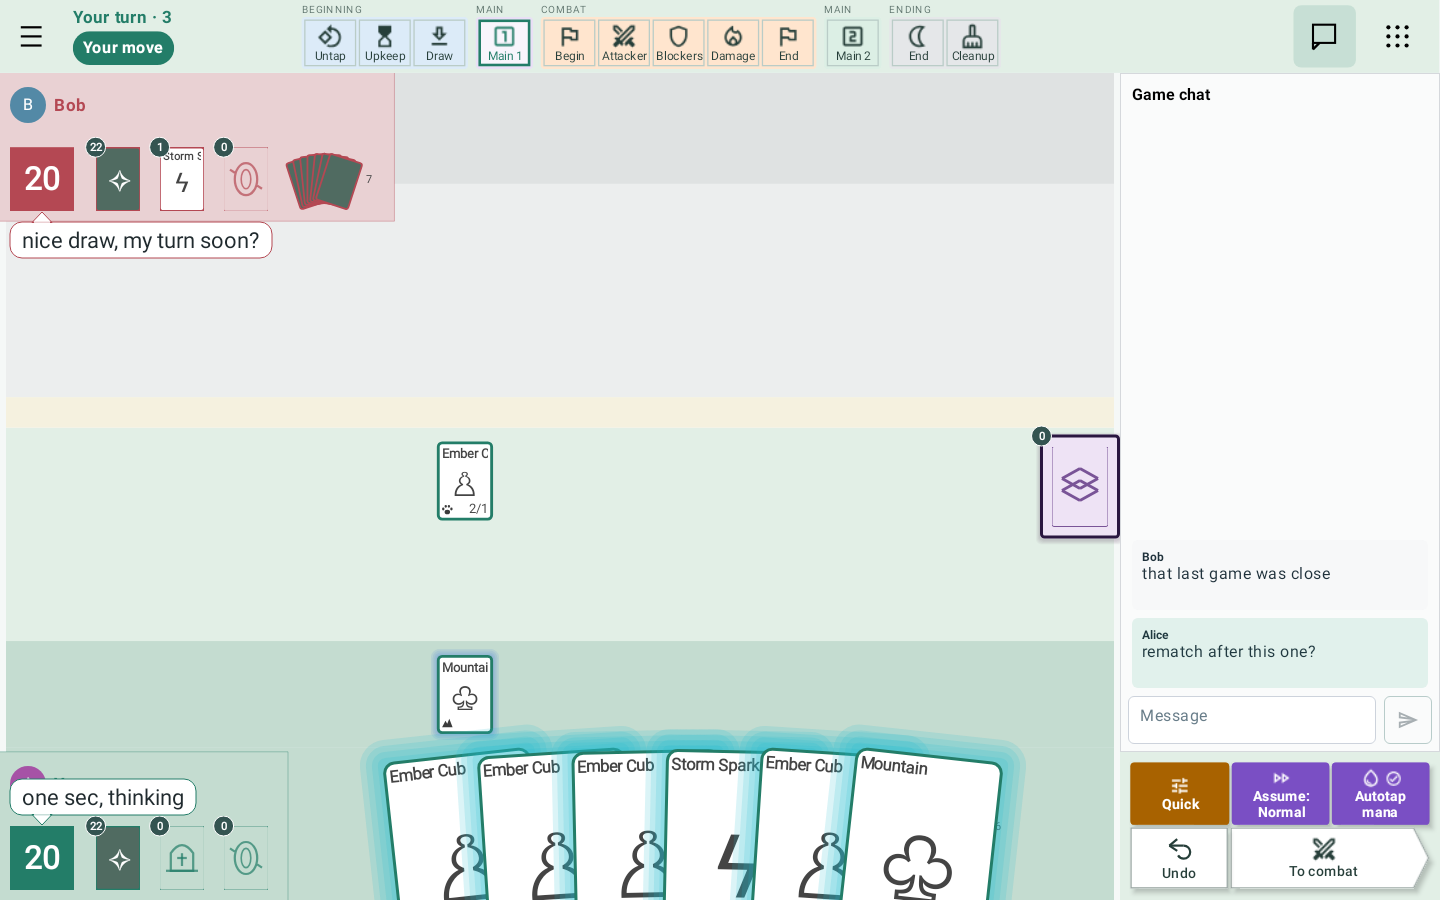 Your turn · 3
Your move
BEGINNING
Untap
Upkeep
Draw
MAIN
1
Main 1
COMBAT
Begin
Attacker
Blockers
Damage
End
MAIN
2
Main 2
ENDING
End
Cleanup
B
Bob
20
22
1
Storm S
0
7
nice draw, my turn soon?
Game chat
Ember C
2/1
0
Bob
that last game was close
Alice
rematch after this one?
Message
Mountai
one sec, thinking
20
22
0
0
Ember Cub
Ember Cub
Ember Cub
Storm Spark
Ember Cub
Mountain
Quick
Assume:
Normal
Autotap
mana
Undo
To combat